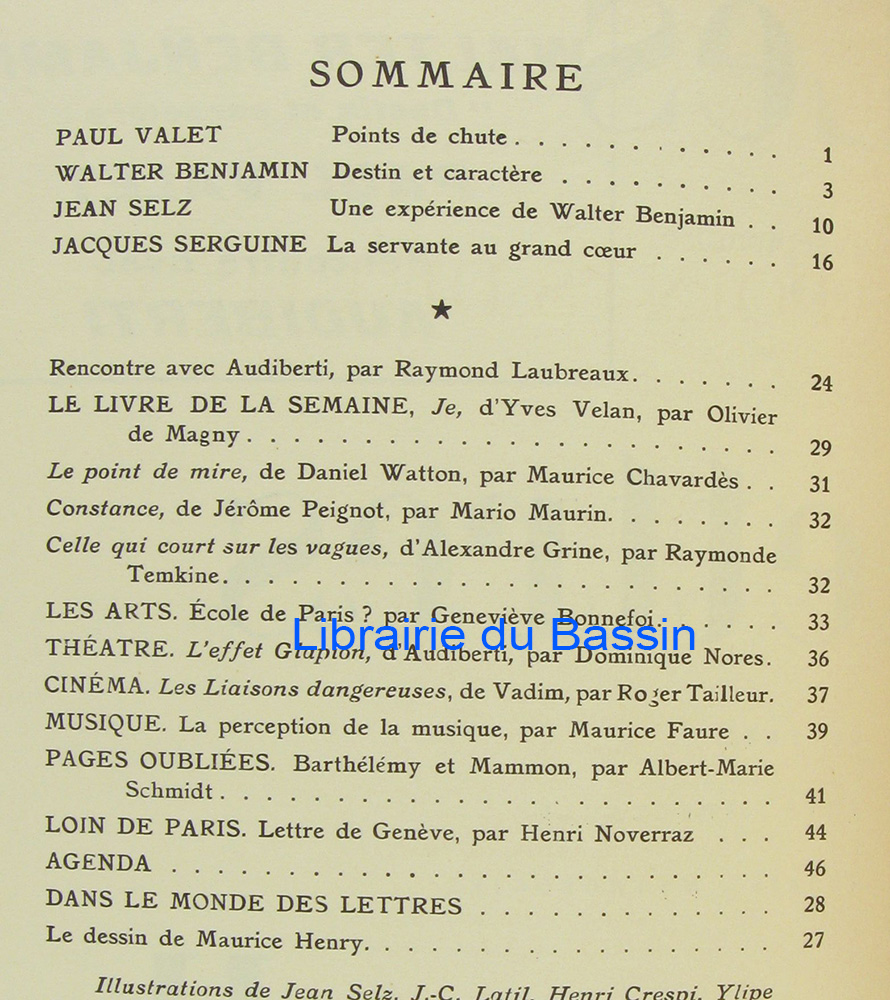 SOMMAIRE
PAUL VALET Points de chute . . . . . . . . . . . . 1
WALTER BENJAMIN Destin et caractère . . . . . . . . . . 3
JEAN SELZ Une expérience de Walter Benjamin . . 10
JACQUES SERGUINE La servante au grand cœur . . . . . . 16
★
Rencontre avec Audiberti, par Raymond Laubreaux. . . . . . . 24
LE LIVRE DE LA SEMAINE, Je, d'Yves Velan, par Olivier
de Magny . . . . . . . . . . . . . . . . . . . . . . . 29
Le point de mire, de Daniel Watton, par Maurice Chavardès . . 31
Constance, de Jérôme Peignot, par Mario Maurin. . . . . . . . 32
Celle qui court sur les vagues, d'Alexandre Grine, par Raymonde
Temkine. . . . . . . . . . . . . . . . . . . . . . . . 32
LES ARTS. École de Paris ? par Geneviève Bonnefoi. . . . . . 33
Librairie du Bassin
THÉATRE. L'effet Glapion, d'Audiberti, par Dominique Nores. 36
CINÉMA. Les Liaisons dangereuses, de Vadim, par Roger Tailleur. 37
MUSIQUE. La perception de la musique, par Maurice Faure . . 39
PAGES OUBLIÉES. Barthélémy et Mammon, par Albert-Marie
Schmidt . . . . . . . . . . . . . . . . . . . . . . . . 41
LOIN DE PARIS. Lettre de Genève, par Henri Noverraz . . . 44
AGENDA . . . . . . . . . . . . . . . . . . . . . . . . . 46
DANS LE MONDE DES LETTRES . . . . . . . . . . . . 28
Le dessin de Maurice Henry. . . . . . . . . . . . . . . . . 27
Illustrations de Jean Selz, J.-C. Latil, Henri Crespi, Ylipe